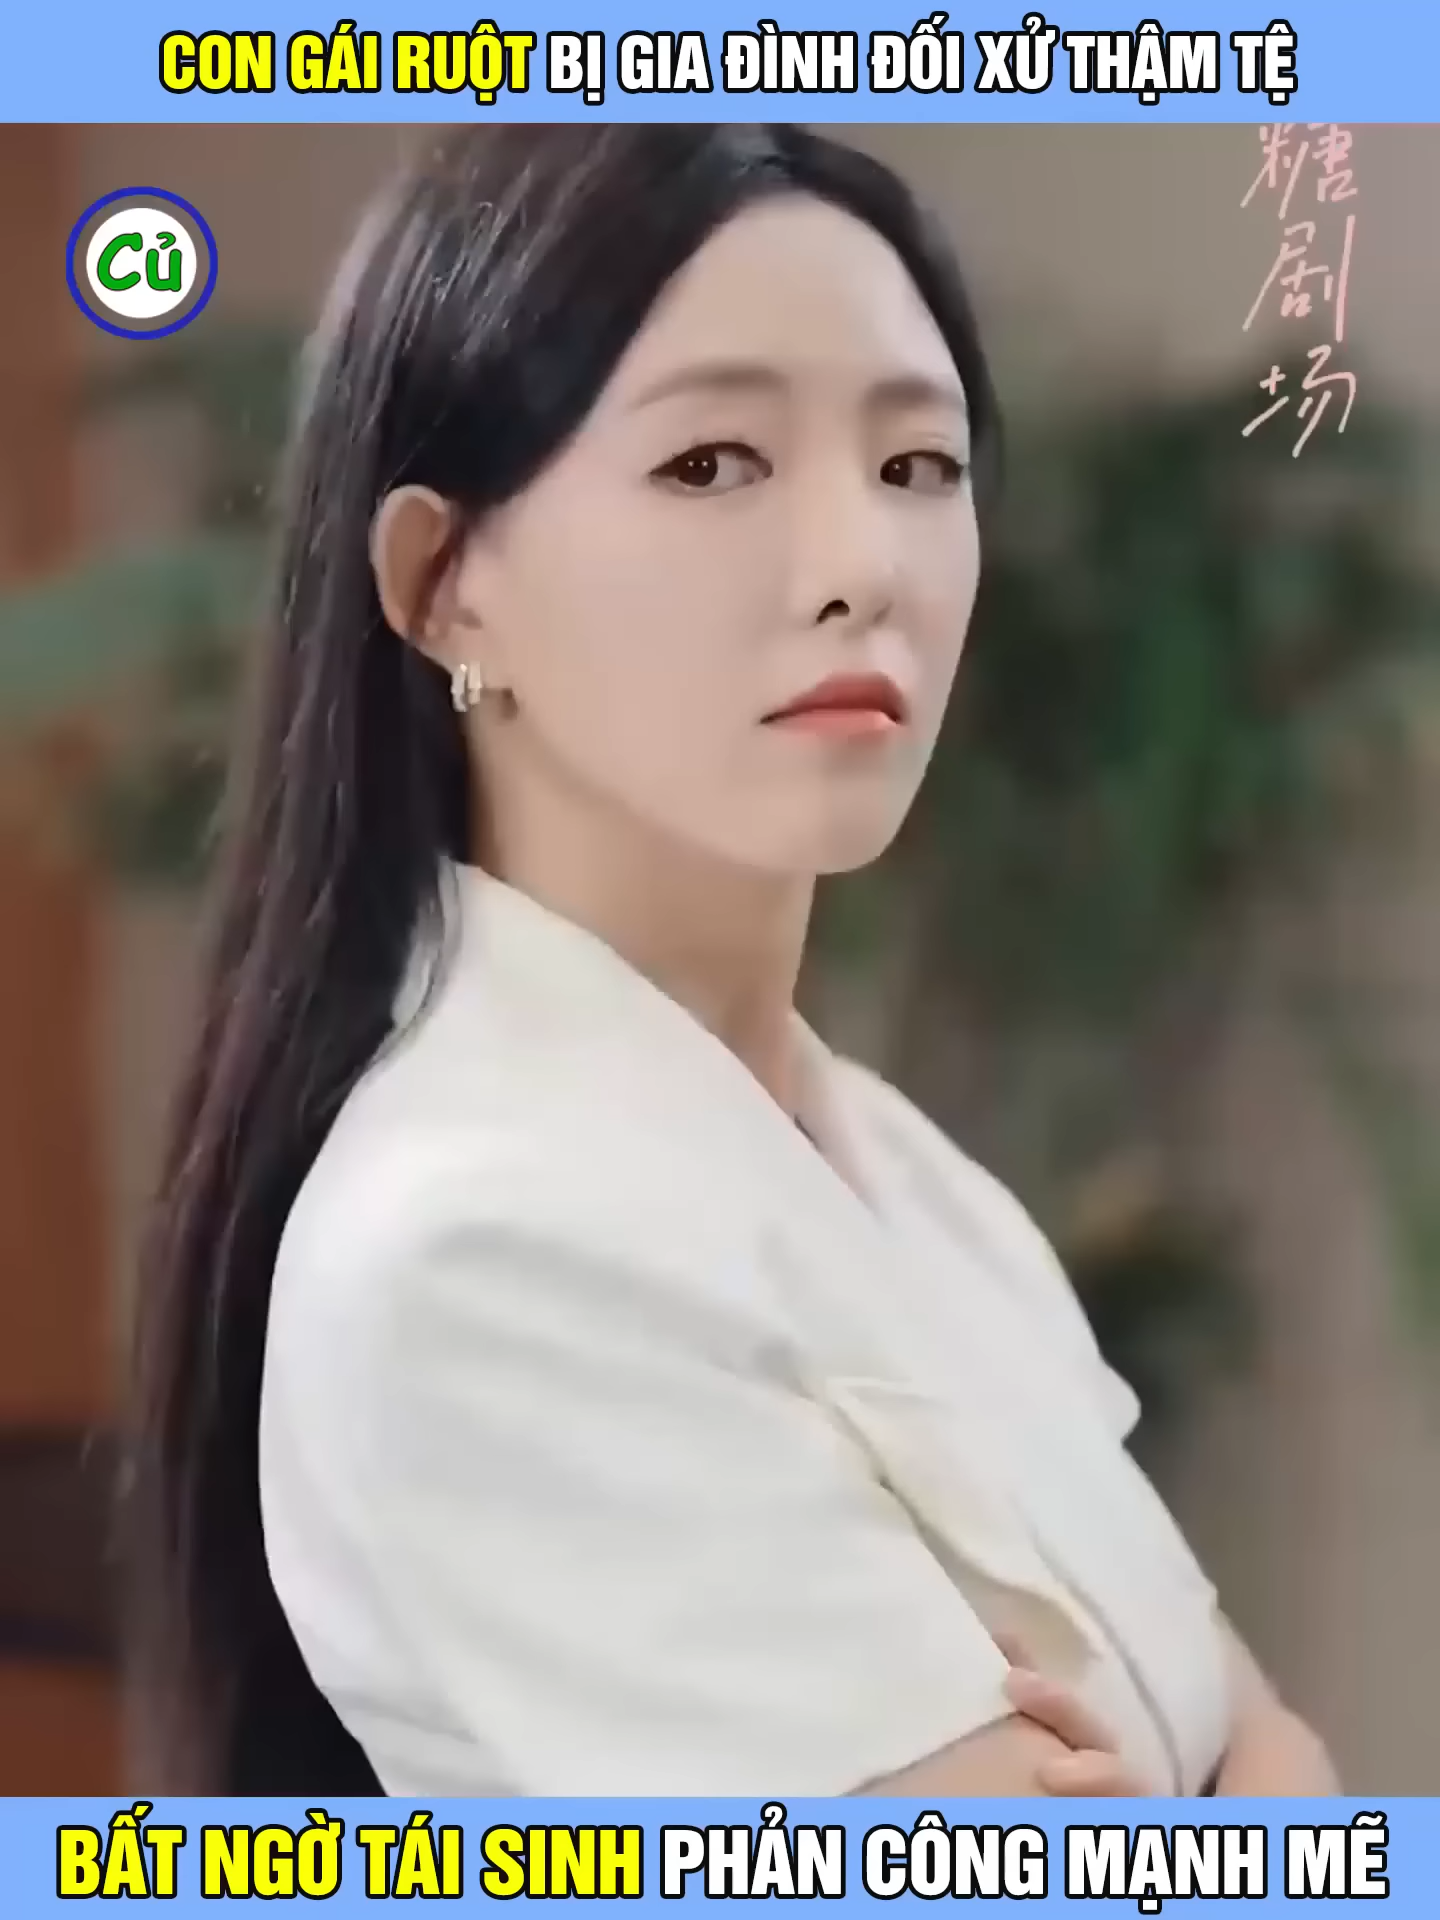 CON GÁI RUỘT BỊ GIA ĐÌNH ĐỐI XỬ THẬM TỆ
Củ
糖
剧
场
BẤT NGỜ TÁI SINH PHẢN CÔNG MẠNH MẼ